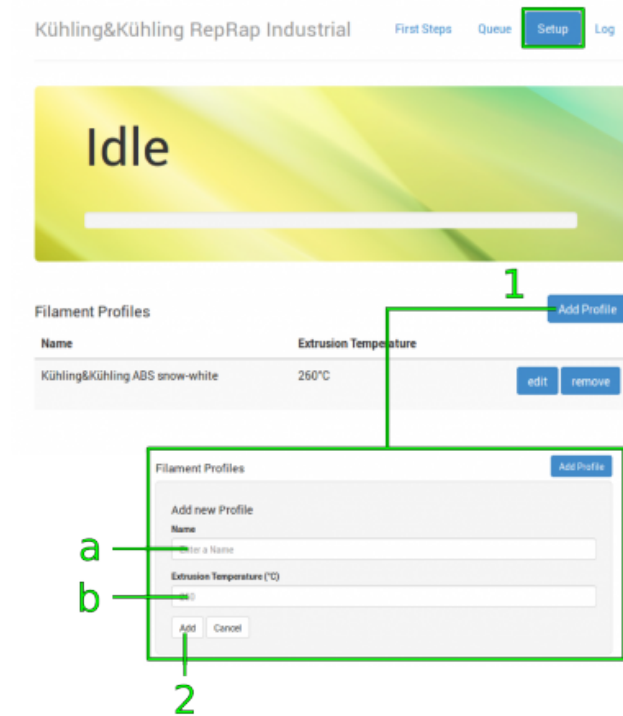 Kühling&Kühling RepRap Industrial First Steps Queue Setup Log
Idle
1
Filament Profiles Add Profile
Name Extrusion Temperature
Kühling&Kühling ABS snow-white 260°C edit remove
Filament Profiles Add Profile
Add new Profile
Name
a Enter a Name
Extrusion Temperature (°C)
b
Add Cancel
2